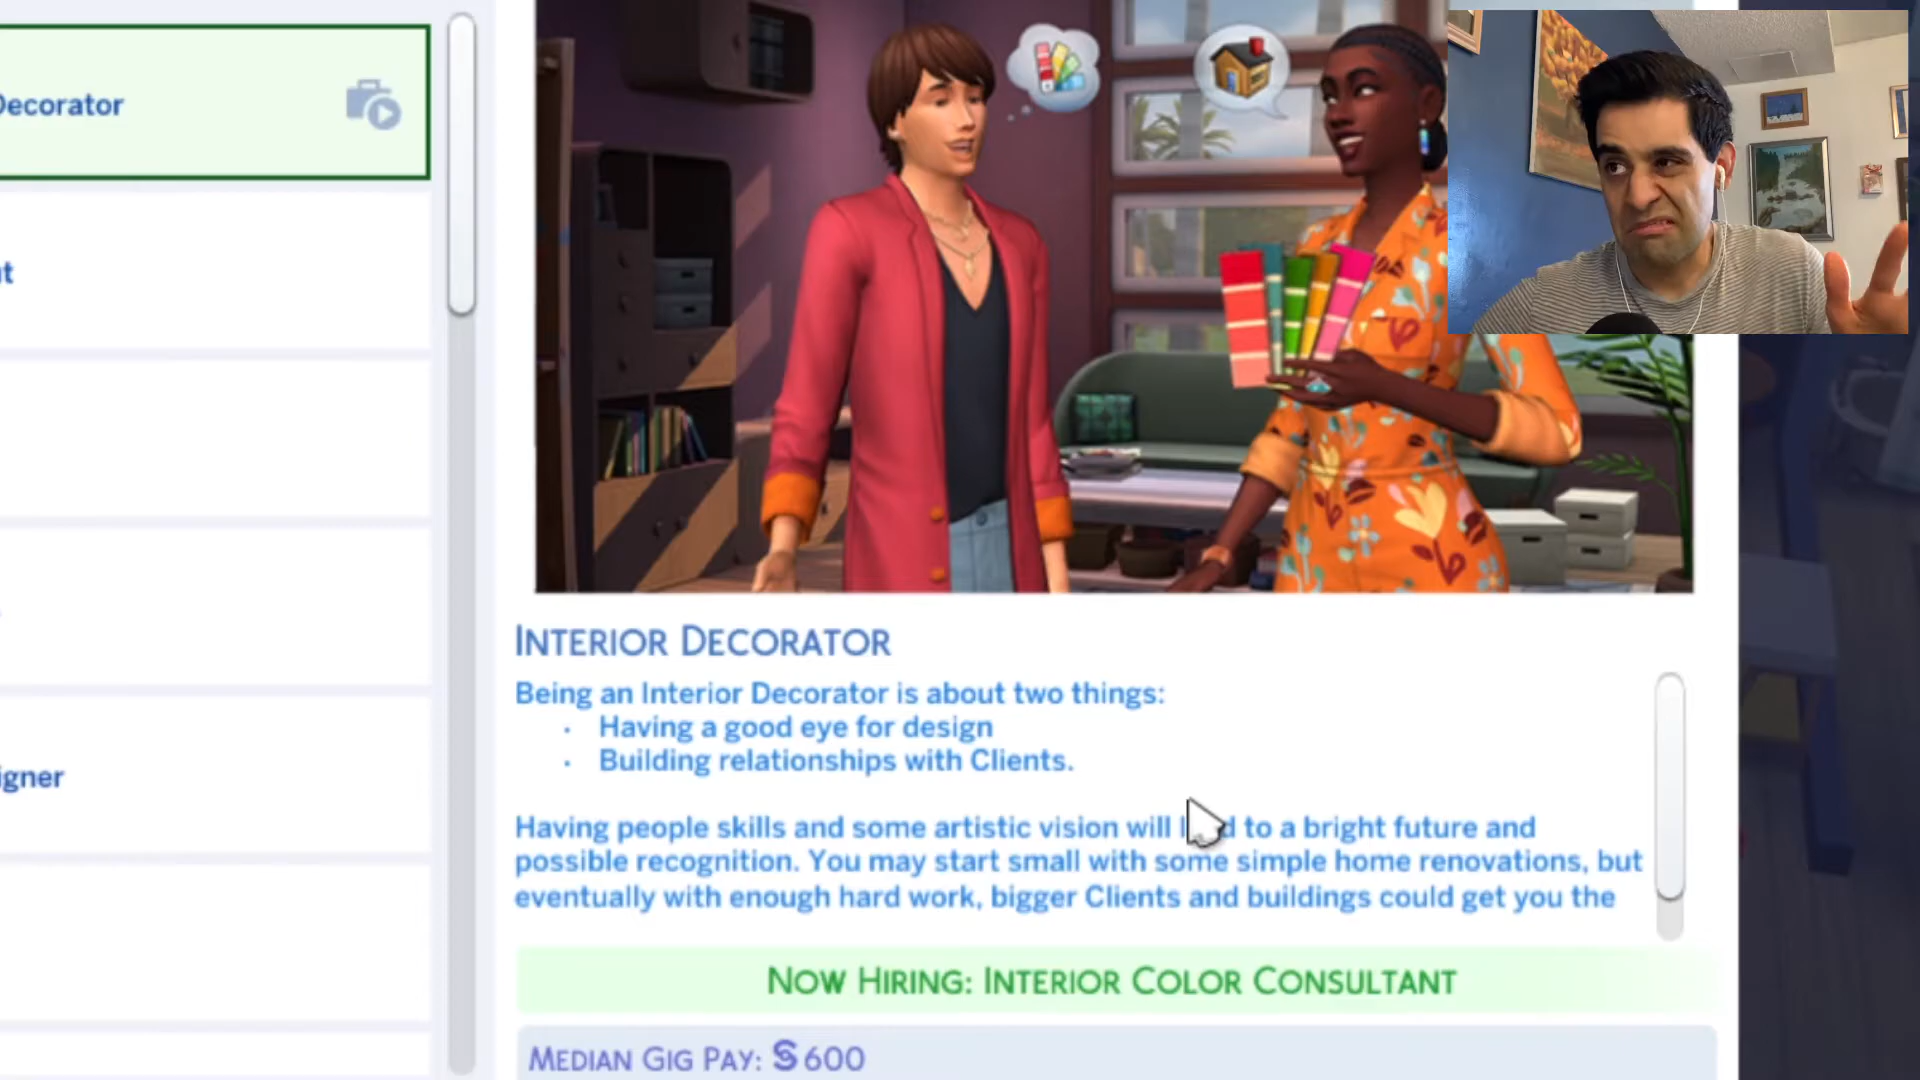 Decorator
INTERIOR DECORATOR
Being an Interior Decorator is about two things:
· Having a good eye for design
· Building relationships with Clients.
Having people skills and some artistic vision will to a bright future and
possible recognition. You may start small with some simple home renovations, but
eventually with enough hard work, bigger Clients and buildings could get you the
NOW HIRING: INTERIOR COLOR CONSULTANT
MEDIAN GIG PAY: §600